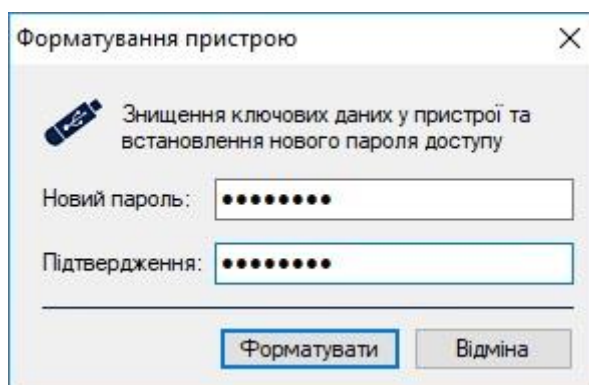 Форматування пристрою
Знищення ключових даних у пристрої та
встановлення нового пароля доступу
Новий пароль: ●●●●●●●●
Підтвердження: ●●●●●●●●
Форматувати Відміна